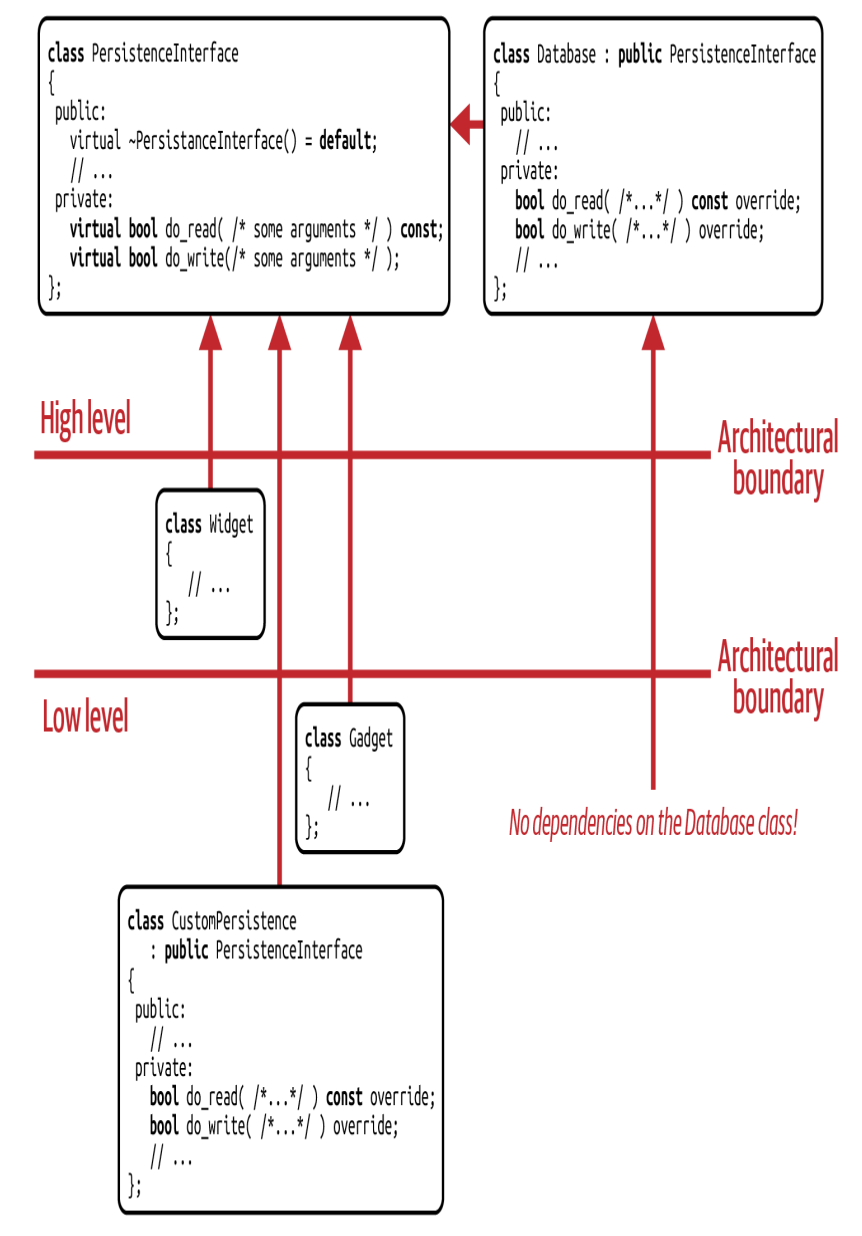 class PersistenceInterface
{
 public:
   virtual ~PersistanceInterface() = default;
   // ...
 private:
   virtual bool do_read( /* some arguments */ ) const;
   virtual bool do_write(/* some arguments */ );
};
class Database : public PersistenceInterface
{
 public:
   // ...
 private:
   bool do_read( /*...*/ ) const override;
   bool do_write( /*...*/ ) override;
   // ...
};
High level
Architectural
boundary
class Widget
{
   // ...
};
Architectural
boundary
Low level
class Gadget
{
   // ...
};
No dependencies on the Database class!
class CustomPersistence
   : public PersistenceInterface
{
 public:
   // ...
 private:
   bool do_read( /*...*/ ) const override;
   bool do_write( /*...*/ ) override;
   // ...
};